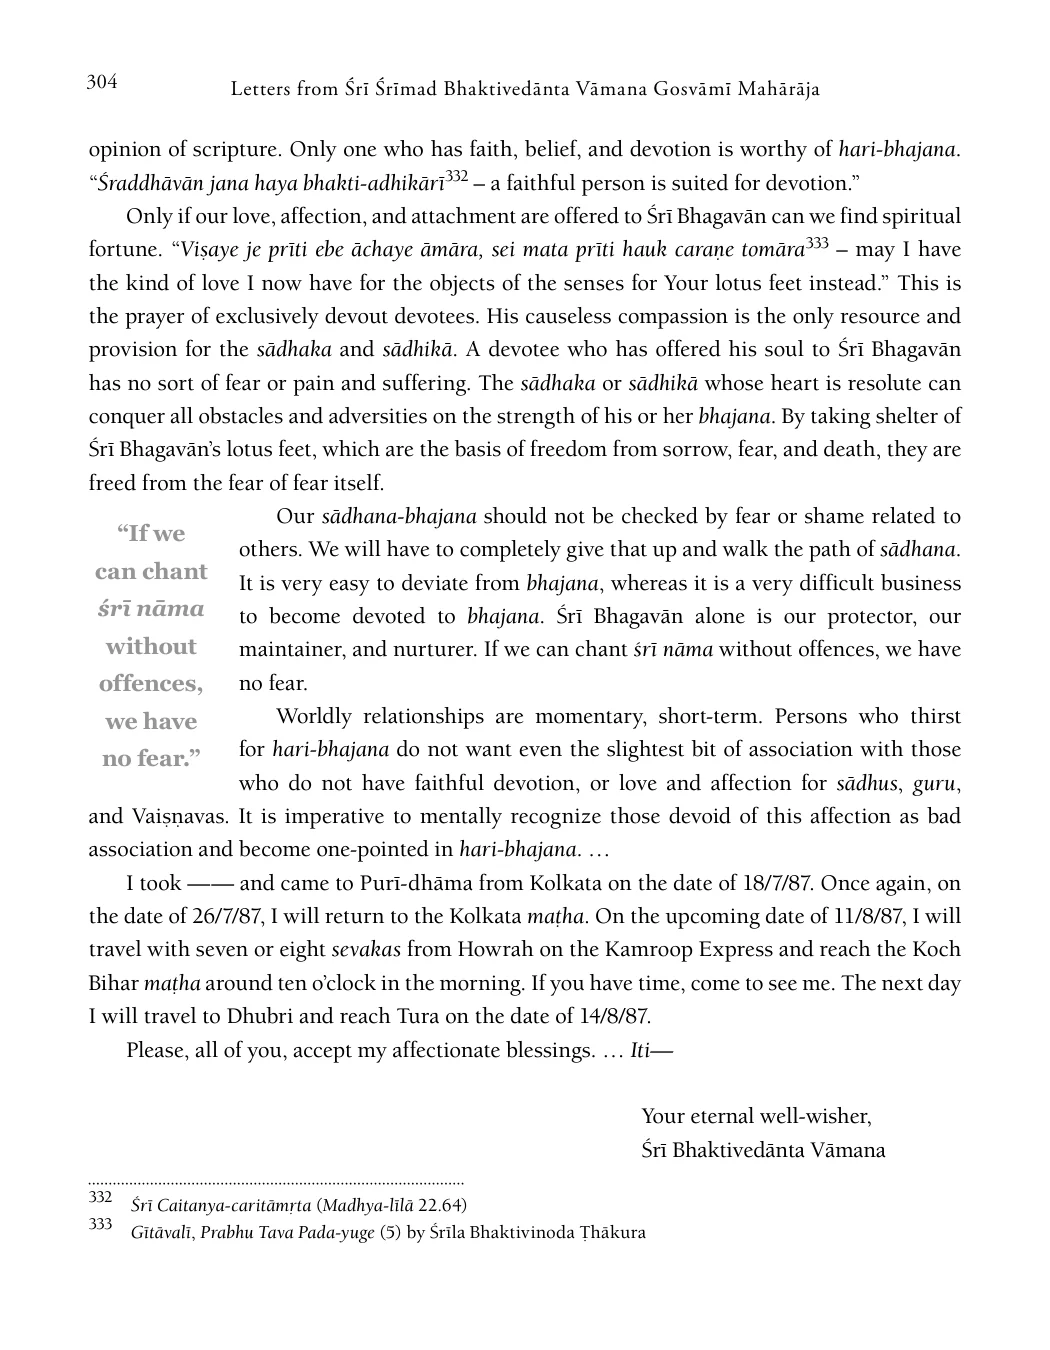 304
Letters from Śrī Śrīmad Bhaktivedānta Vāmana Gosvāmī Mahārāja
opinion of scripture. Only one who has faith, belief, and devotion is worthy of hari-bhajana.
“Śraddhāvān jana haya bhakti-adhikārī332 – a faithful person is suited for devotion.”
Only if our love, affection, and attachment are offered to Śrī Bhagavān can we find spiritual
fortune. “Viṣaye je prīti ebe āchaye āmāra, sei mata prīti hauk caraṇe tomāra333 – may I have
the kind of love I now have for the objects of the senses for Your lotus feet instead.” This is
the prayer of exclusively devout devotees. His causeless compassion is the only resource and
provision for the sādhaka and sādhikā. A devotee who has offered his soul to Śrī Bhagavān
has no sort of fear or pain and suffering. The sādhaka or sādhikā whose heart is resolute can
conquer all obstacles and adversities on the strength of his or her bhajana. By taking shelter of
Śrī Bhagavān’s lotus feet, which are the basis of freedom from sorrow, fear, and death, they are
freed from the fear of fear itself.
“If we
can chant
śrī nāma
without
offences,
we have
no fear.”
Our sādhana-bhajana should not be checked by fear or shame related to
others. We will have to completely give that up and walk the path of sādhana.
It is very easy to deviate from bhajana, whereas it is a very difficult business
to become devoted to bhajana. Śrī Bhagavān alone is our protector, our
maintainer, and nurturer. If we can chant śrī nāma without offences, we have
no fear.
Worldly relationships are momentary, short-term. Persons who thirst
for hari-bhajana do not want even the slightest bit of association with those
who do not have faithful devotion, or love and affection for sādhus, guru,
and Vaiṣṇavas. It is imperative to mentally recognize those devoid of this affection as bad
association and become one-pointed in hari-bhajana. …
I took —— and came to Purī-dhāma from Kolkata on the date of 18/7/87. Once again, on
the date of 26/7/87, I will return to the Kolkata maṭha. On the upcoming date of 11/8/87, I will
travel with seven or eight sevakas from Howrah on the Kamroop Express and reach the Koch
Bihar maṭha around ten o’clock in the morning. If you have time, come to see me. The next day
I will travel to Dhubri and reach Tura on the date of 14/8/87.
Please, all of you, accept my affectionate blessings. … Iti—
Your eternal well-wisher,
Śrī Bhaktivedānta Vāmana
332 Śrī Caitanya-caritāmṛta (Madhya-līlā 22.64)
333 Gītāvalī, Prabhu Tava Pada-yuge (5) by Śrīla Bhaktivinoda Ṭhākura